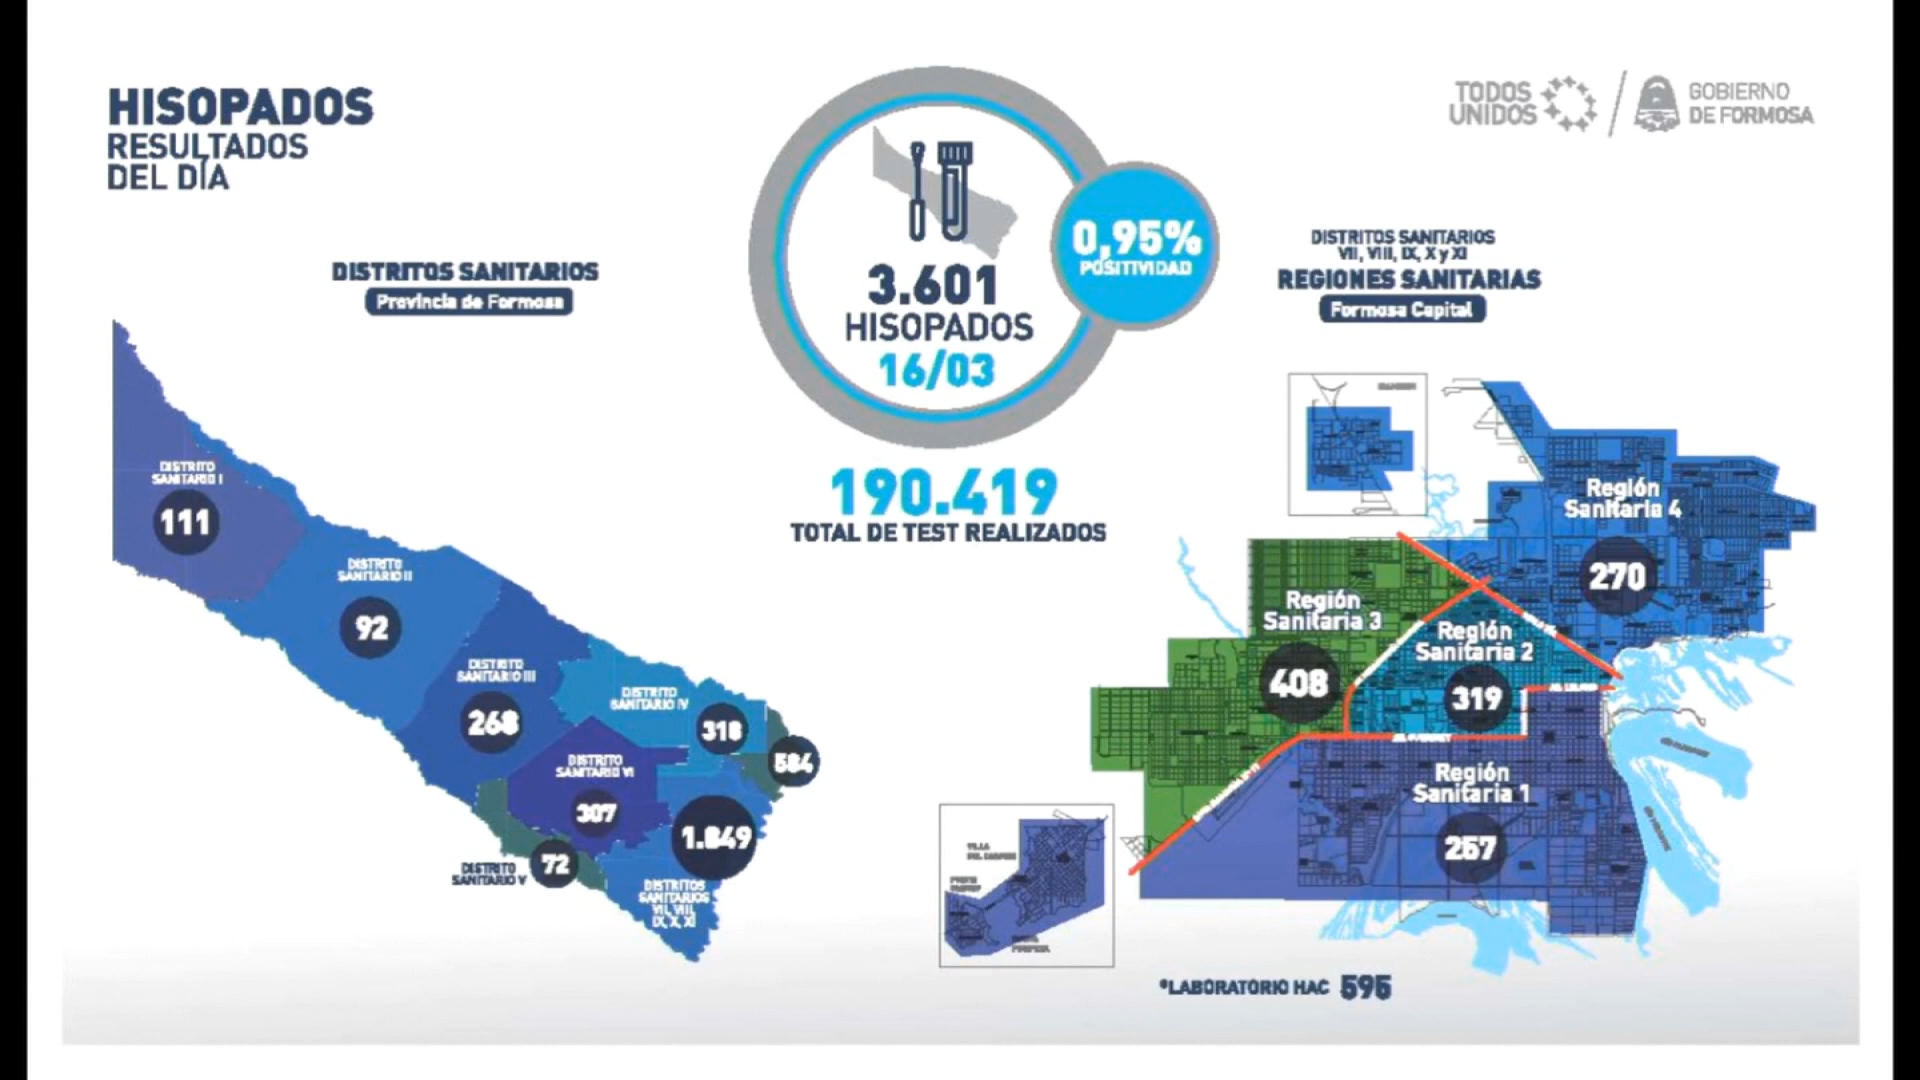 HISOPADOS
RESULTADOS
DEL DÍA
TODOS
UNIDOS
GOBIERNO
DE FORMOSA
3.601
HISOPADOS
16/03
0,95%
POSITIVIDAD
190.419
TOTAL DE TEST REALIZADOS
DISTRITOS SANITARIOS
Provincia de Formosa
DISTRITO
SANITARIO I
111
DISTRITO
SANITARIO II
92
DISTRITO
SANITARIO III
268
DISTRITO
SANITARIO IV
318
584
DISTRITO
SANITARIO VI
307
DISTRITO
SANITARIO V
72
1.849
DISTRITOS
SANITARIOS
VII, VIII,
IX, X, XI
DISTRITOS SANITARIOS
VII, VIII, IX, X y XI
REGIONES SANITARIAS
Formosa Capital
Región
Sanitaria 4
270
Región
Sanitaria 3
408
Región
Sanitaria 2
319
Región
Sanitaria 1
257
VILLA
DEL CARMEN
*LABORATORIO HAC 595